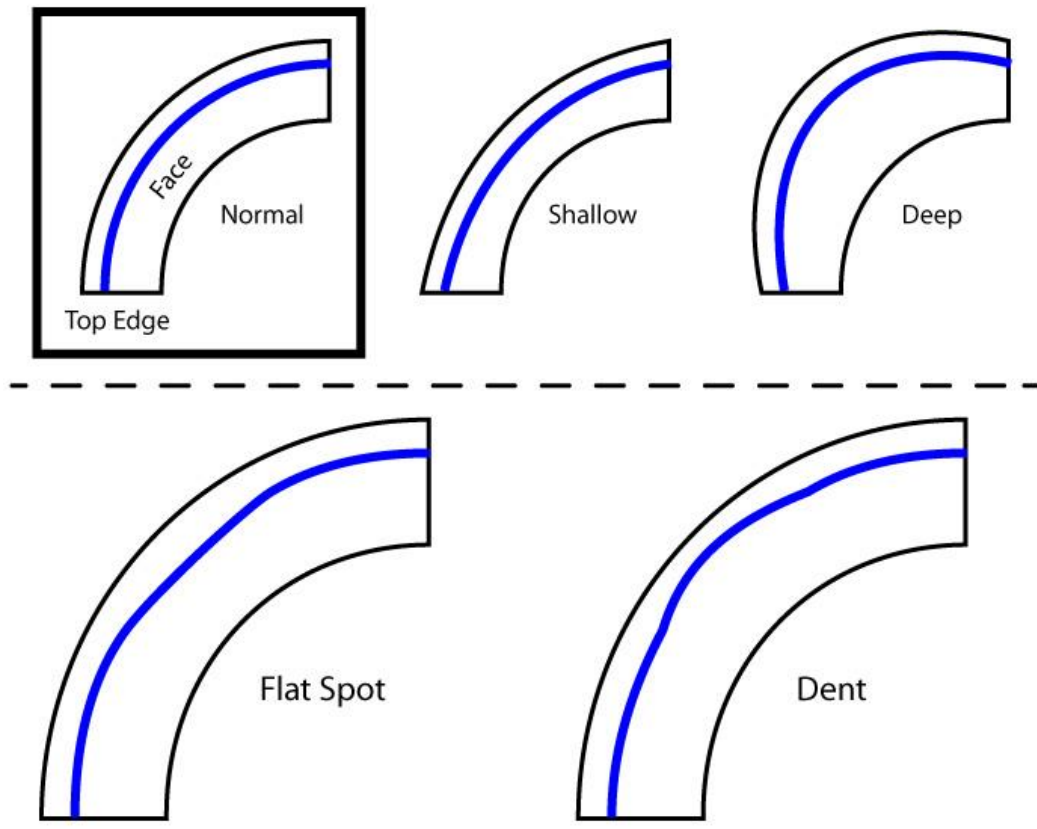 Face
Normal
Top Edge
Shallow
Deep
Flat Spot
Dent